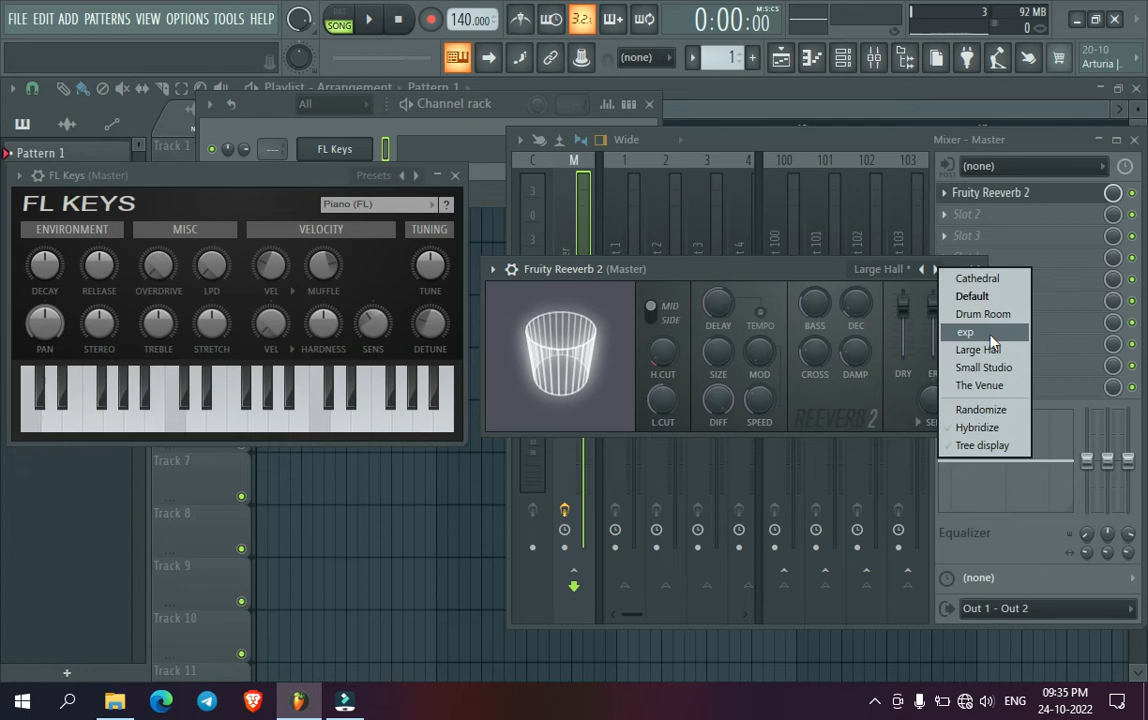 FILE EDIT ADD PATTERNS VIEW OPTIONS TOOLS HELP
PAT
SONG
140.000
3.2
0:00:00
M:S:CS
3
92 MB
0
(none)
1
20-10
Arturia |
Playlist - Arrangement
Pattern 1
All
Channel rack
Pattern 1
Track 1
FL Keys
Wide
Mixer - Master
C M 1 2 3 4 100 101 102 103
(none)
POST
Fruity Reeverb 2
Slot 2
Slot 3
FL Keys (Master)
Presets
FL KEYS
Piano (FL)
?
ENVIRONMENT
MISC
VELOCITY
TUNING
DECAY
RELEASE
OVERDRIVE
LPD
VEL
MUFFLE
TUNE
PAN
STEREO
TREBLE
STRETCH
VEL
HARDNESS
SENS
DETUNE
Fruity Reeverb 2 (Master)
Large Hall *
MID
SIDE
DELAY
TEMPO
BASS
DEC
H.CUT
SIZE
MOD
CROSS
DAMP
DRY
L.CUT
DIFF
SPEED
REEVERB 2
Cathedral
Default
Drum Room
exp
Large Hall
Small Studio
The Venue
Randomize
Hybridize
Tree display
Track 7
...
Track 8
...
Track 9
...
Track 10
...
Track 11
Equalizer
(none)
Out 1 - Out 2
ENG
09:35 PM
24-10-2022